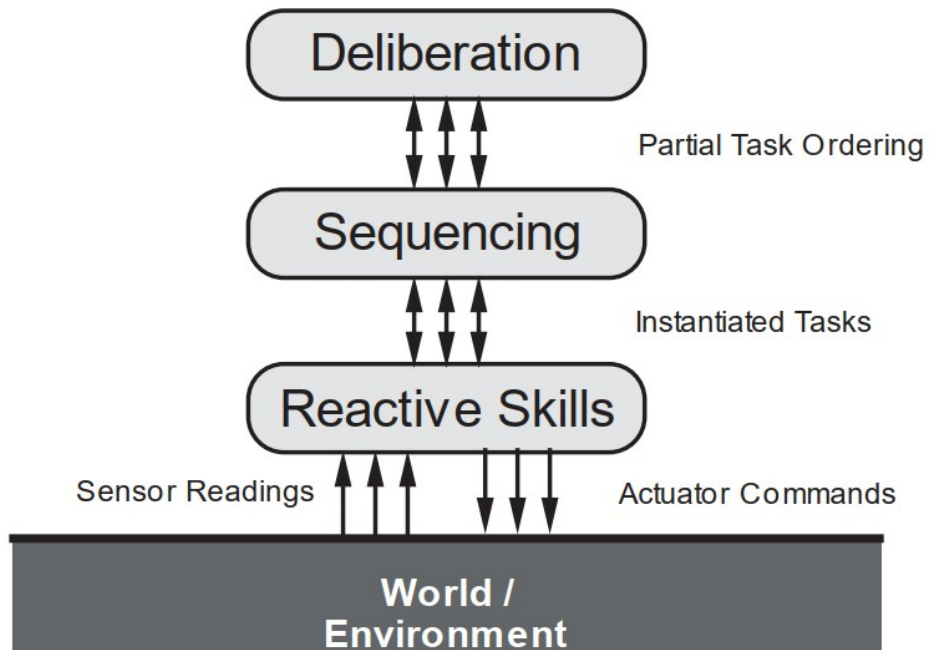 Deliberation
Partial Task Ordering
Sequencing
Instantiated Tasks
Reactive Skills
Sensor Readings
Actuator Commands
World /
Environment